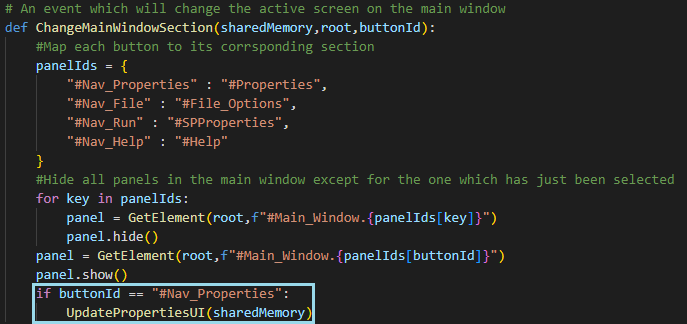 # An event which will change the active screen on the main window
def ChangeMainWindowSection(sharedMemory,root,buttonId):
    #Map each button to its corrsponding section
    panelIds = {
        "#Nav_Properties" : "#Properties",
        "#Nav_File" : "#File_Options",
        "#Nav_Run" : "#SPProperties",
        "#Nav_Help" : "#Help"
    }
    #Hide all panels in the main window except for the one which has just been selected
    for key in panelIds:
        panel = GetElement(root,f"#Main_Window.{panelIds[key]}")
        panel.hide()
    panel = GetElement(root,f"#Main_Window.{panelIds[buttonId]}")
    panel.show()
    if buttonId == "#Nav_Properties":
        UpdatePropertiesUI(sharedMemory)